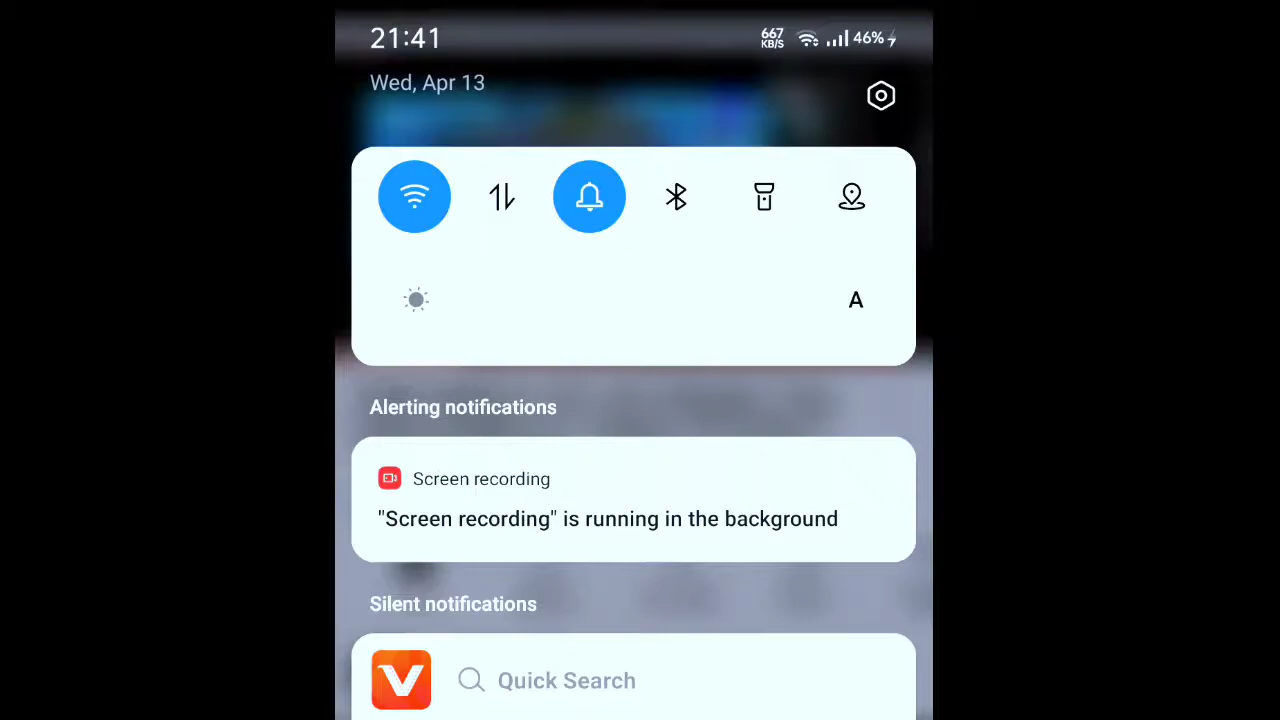 21:41
667 KB/S 46%
Wed, Apr 13
A
Alerting notifications
Screen recording
"Screen recording" is running in the background
Silent notifications
V Quick Search